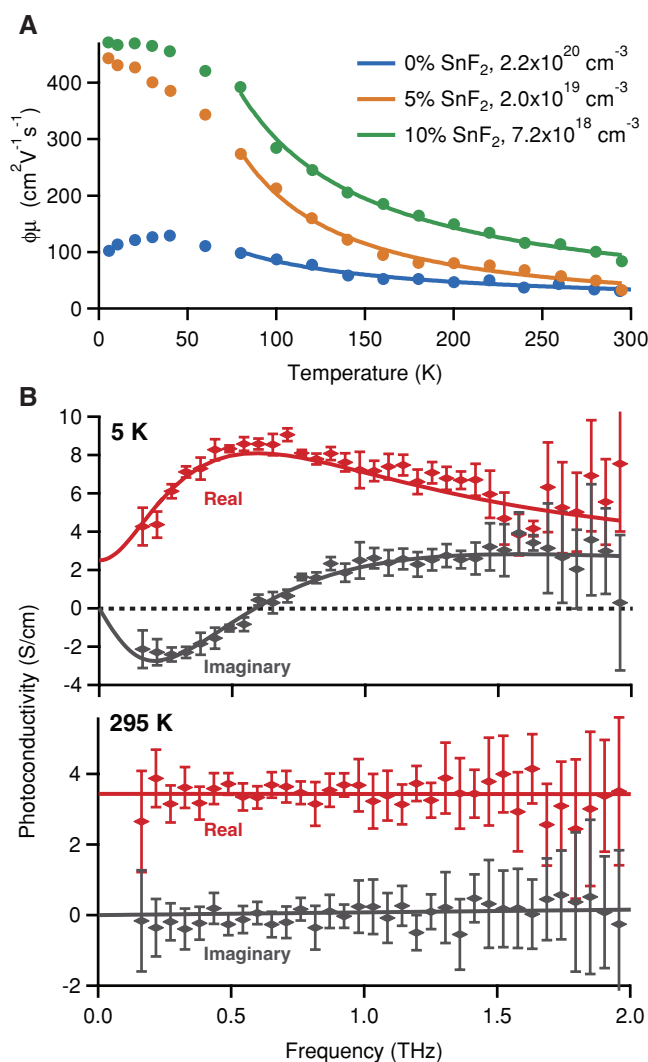 A
400
300
200
100
0
ϕμ (cm²V⁻¹s⁻¹)
0% SnF₂, 2.2x10²⁰ cm⁻³
5% SnF₂, 2.0x10¹⁹ cm⁻³
10% SnF₂, 7.2x10¹⁸ cm⁻³
0 50 100 150 200 250 300
Temperature (K)
B
10
8
6
4
2
0
-2
-4
5 K
Real
Imaginary
Photoconductivity (S/cm)
295 K
4
2
0
-2
Real
Imaginary
0.0 0.5 1.0 1.5 2.0
Frequency (THz)